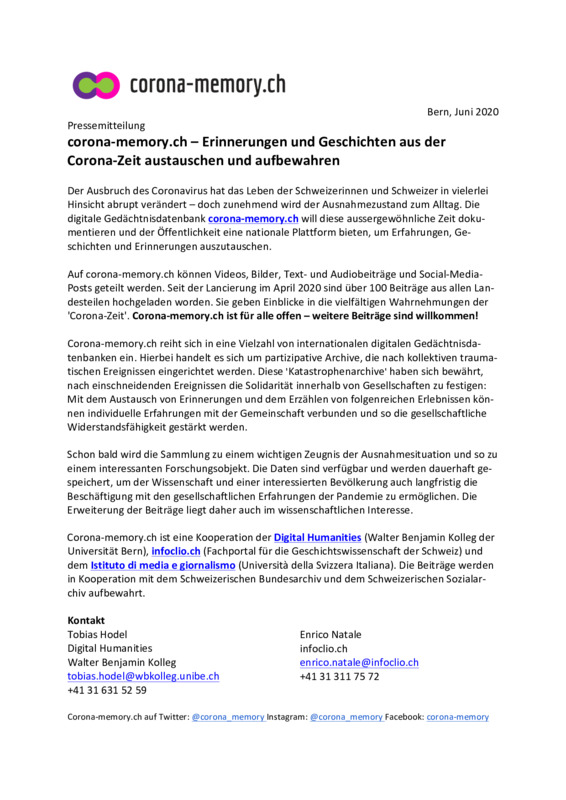 corona-memory.ch
Bern, Juni 2020
Pressemitteilung
corona-memory.ch – Erinnerungen und Geschichten aus der
Corona-Zeit austauschen und aufbewahren
Der Ausbruch des Coronavirus hat das Leben der Schweizerinnen und Schweizer in vielerlei
Hinsicht abrupt verändert – doch zunehmend wird der Ausnahmezustand zum Alltag. Die
digitale Gedächtnisdatenbank corona-memory.ch will diese aussergewöhnliche Zeit doku-
mentieren und der Öffentlichkeit eine nationale Plattform bieten, um Erfahrungen, Ge-
schichten und Erinnerungen auszutauschen.
Auf corona-memory.ch können Videos, Bilder, Text- und Audiobeiträge und Social-Media-
Posts geteilt werden. Seit der Lancierung im April 2020 sind über 100 Beiträge aus allen Lan-
desteilen hochgeladen worden. Sie geben Einblicke in die vielfältigen Wahrnehmungen der
'Corona-Zeit'. Corona-memory.ch ist für alle offen – weitere Beiträge sind willkommen!
Corona-memory.ch reiht sich in eine Vielzahl von internationalen digitalen Gedächtnisda-
tenbanken ein. Hierbei handelt es sich um partizipative Archive, die nach kollektiven trauma-
tischen Ereignissen eingerichtet werden. Diese 'Katastrophenarchive' haben sich bewährt,
nach einschneidenden Ereignissen die Solidarität innerhalb von Gesellschaften zu festigen:
Mit dem Austausch von Erinnerungen und dem Erzählen von folgenreichen Erlebnissen kön-
nen individuelle Erfahrungen mit der Gemeinschaft verbunden und so die gesellschaftliche
Widerstandsfähigkeit gestärkt werden.
Schon bald wird die Sammlung zu einem wichtigen Zeugnis der Ausnahmesituation und so zu
einem interessanten Forschungsobjekt. Die Daten sind verfügbar und werden dauerhaft ge-
speichert, um der Wissenschaft und einer interessierten Bevölkerung auch langfristig die
Beschäftigung mit den gesellschaftlichen Erfahrungen der Pandemie zu ermöglichen. Die
Erweiterung der Beiträge liegt daher auch im wissenschaftlichen Interesse.
Corona-memory.ch ist eine Kooperation der Digital Humanities (Walter Benjamin Kolleg der
Universität Bern), infoclio.ch (Fachportal für die Geschichtswissenschaft der Schweiz) und
dem Istituto di media e giornalismo (Università della Svizzera Italiana). Die Beiträge werden
in Kooperation mit dem Schweizerischen Bundesarchiv und dem Schweizerischen Sozialar-
chiv aufbewahrt.
Kontakt
Tobias Hodel
Digital Humanities
Walter Benjamin Kolleg
tobias.hodel@wbkolleg.unibe.ch
+41 31 631 52 59
Enrico Natale
infoclio.ch
enrico.natale@infoclio.ch
+41 31 311 75 72
Corona-memory.ch auf Twitter: @corona_memory Instagram: @corona_memory Facebook: corona-memory